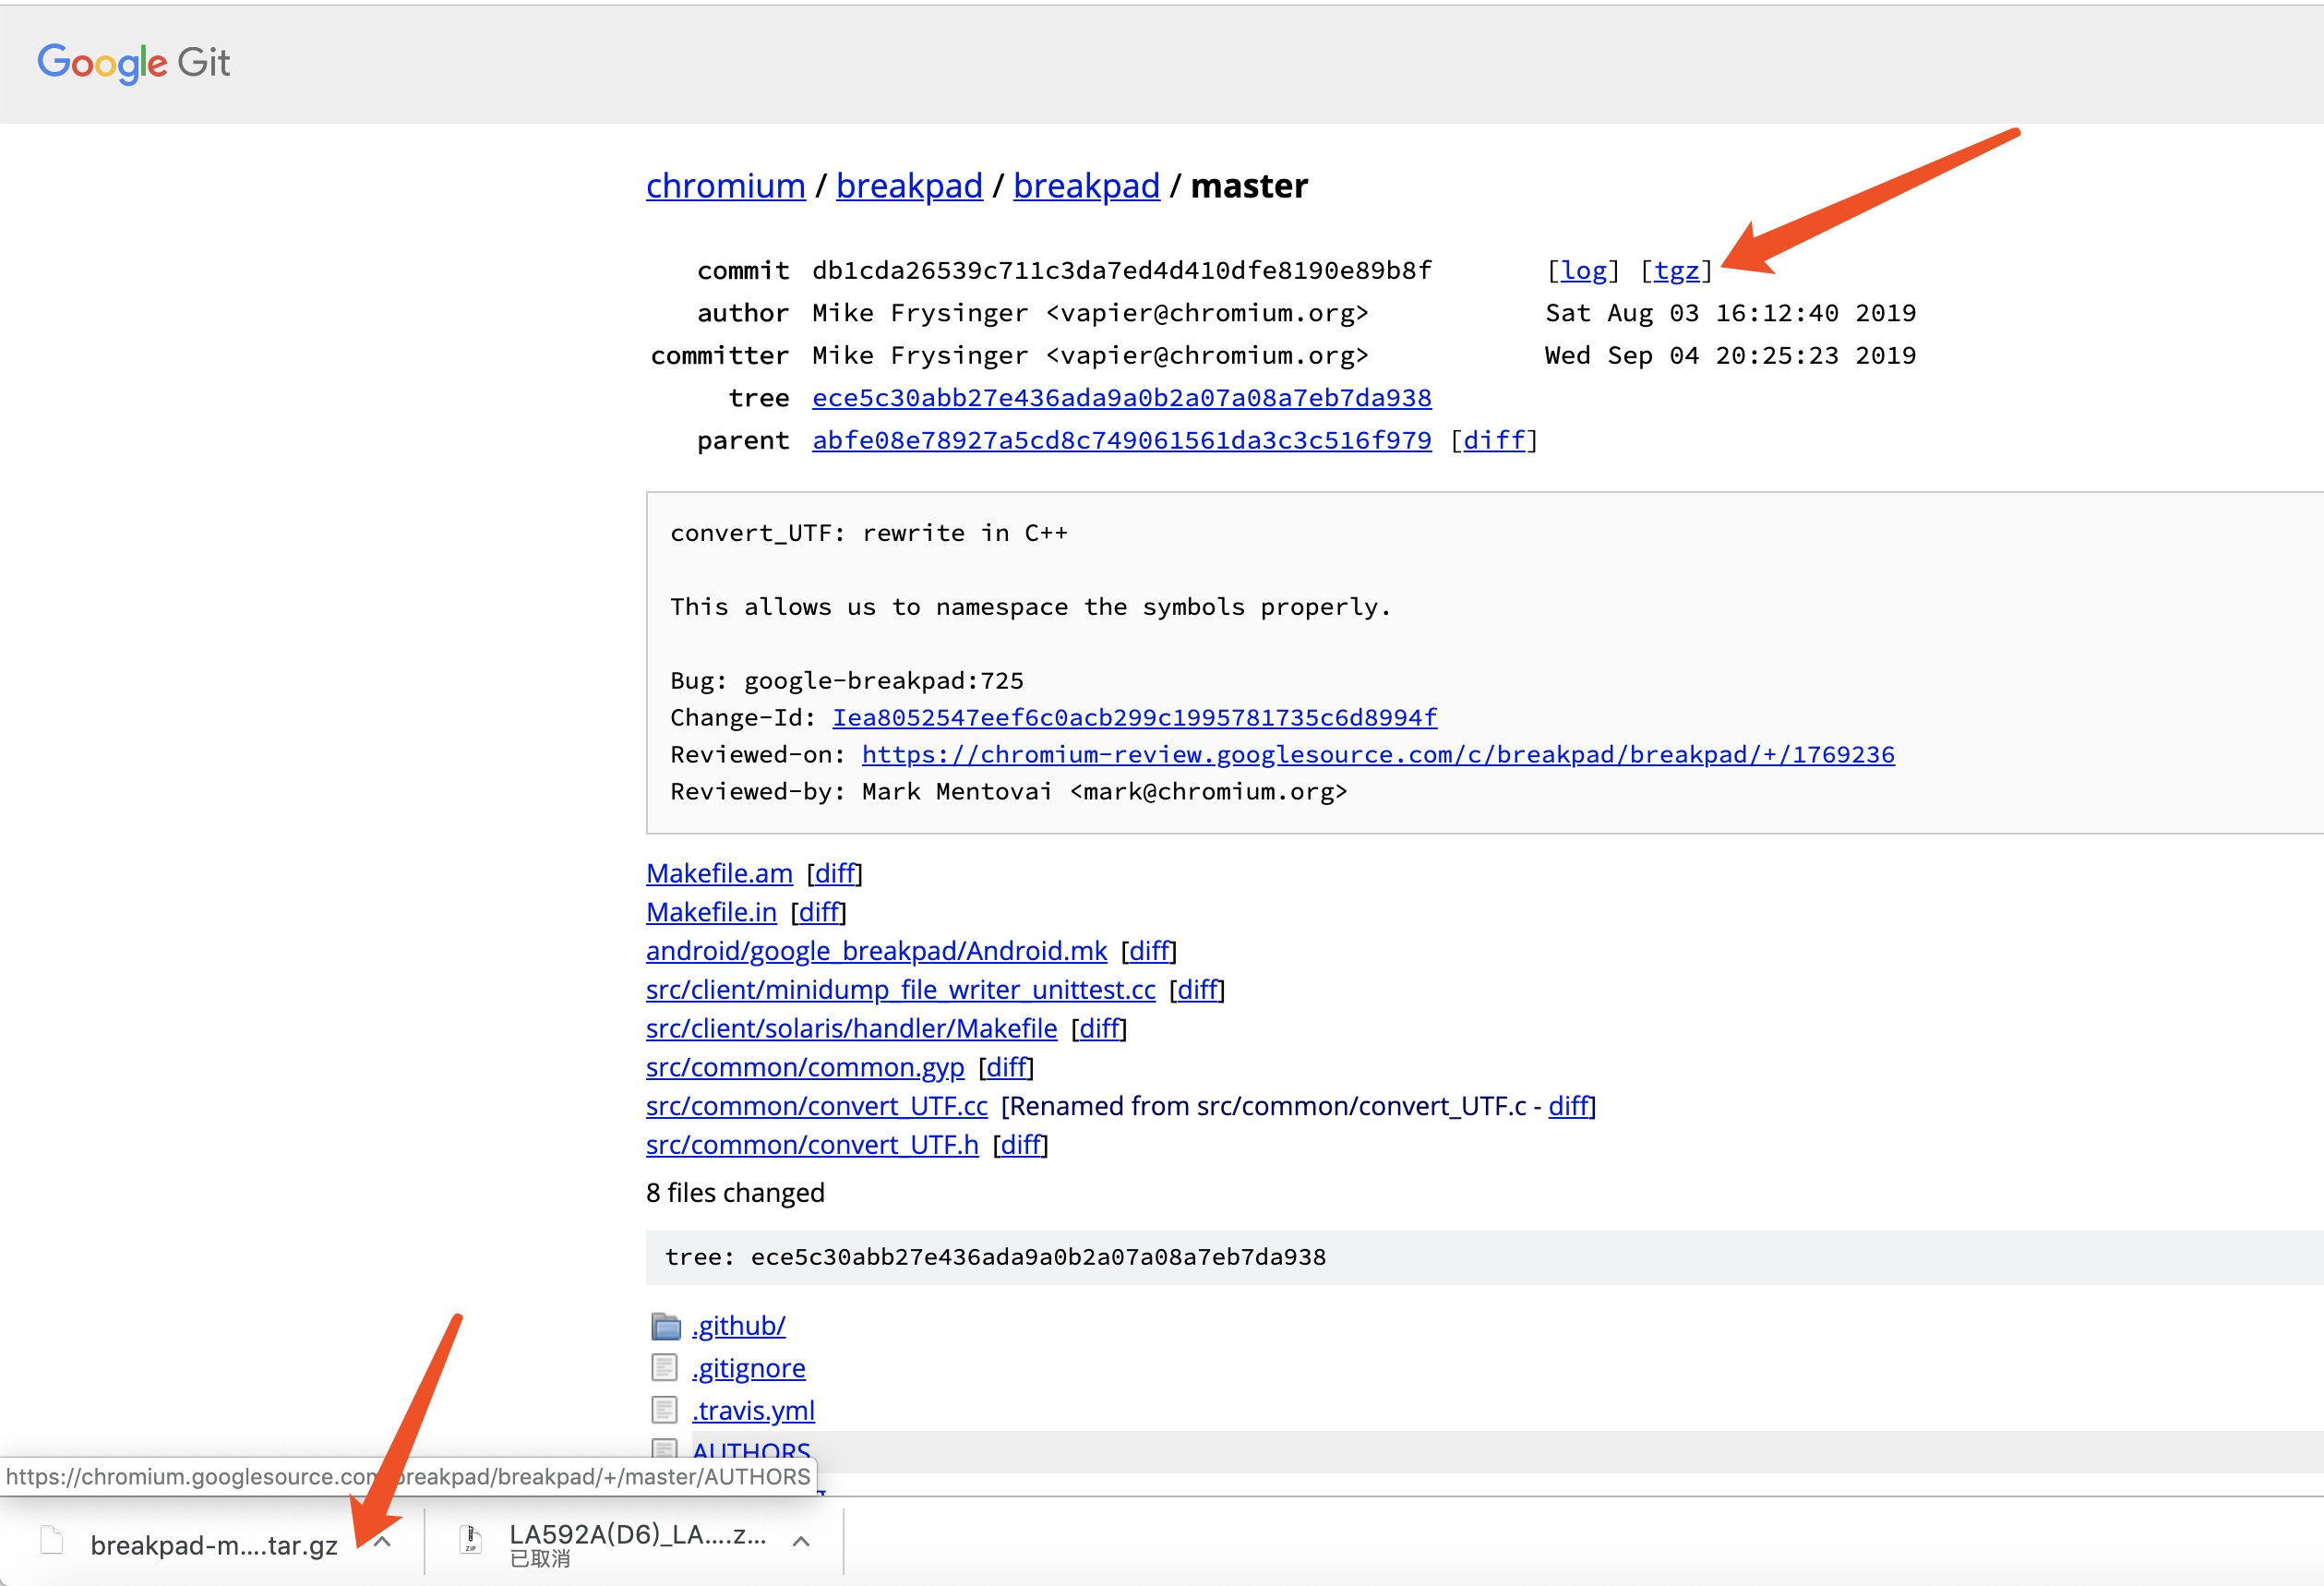 Google Git
chromium / breakpad / breakpad / master
commit db1cda26539c711c3da7ed4d410dfe8190e89b8f [log] [tgz]
author Mike Frysinger <vapier@chromium.org> Sat Aug 03 16:12:40 2019
committer Mike Frysinger <vapier@chromium.org> Wed Sep 04 20:25:23 2019
tree ece5c30abb27e436ada9a0b2a07a08a7eb7da938
parent abfe08e78927a5cd8c749061561da3c3c516f979 [diff]
convert_UTF: rewrite in C++
This allows us to namespace the symbols properly.
Bug: google-breakpad:725
Change-Id: Iea8052547eef6c0acb299c1995781735c6d8994f
Reviewed-on: https://chromium-review.googlesource.com/c/breakpad/breakpad/+/1769236
Reviewed-by: Mark Mentovai <mark@chromium.org>
Makefile.am [diff]
Makefile.in [diff]
android/google_breakpad/Android.mk [diff]
src/client/minidump_file_writer_unittest.cc [diff]
src/client/solaris/handler/Makefile [diff]
src/common/common.gyp [diff]
src/common/convert_UTF.cc [Renamed from src/common/convert_UTF.c - diff]
src/common/convert_UTF.h [diff]
8 files changed
tree: ece5c30abb27e436ada9a0b2a07a08a7eb7da938
.github/
.gitignore
.travis.yml
AUTHORS
https://chromium.googlesource.com/breakpad/breakpad/+/master/AUTHORS
breakpad-m....tar.gz
LA592A(D6)_LA....z...
已取消